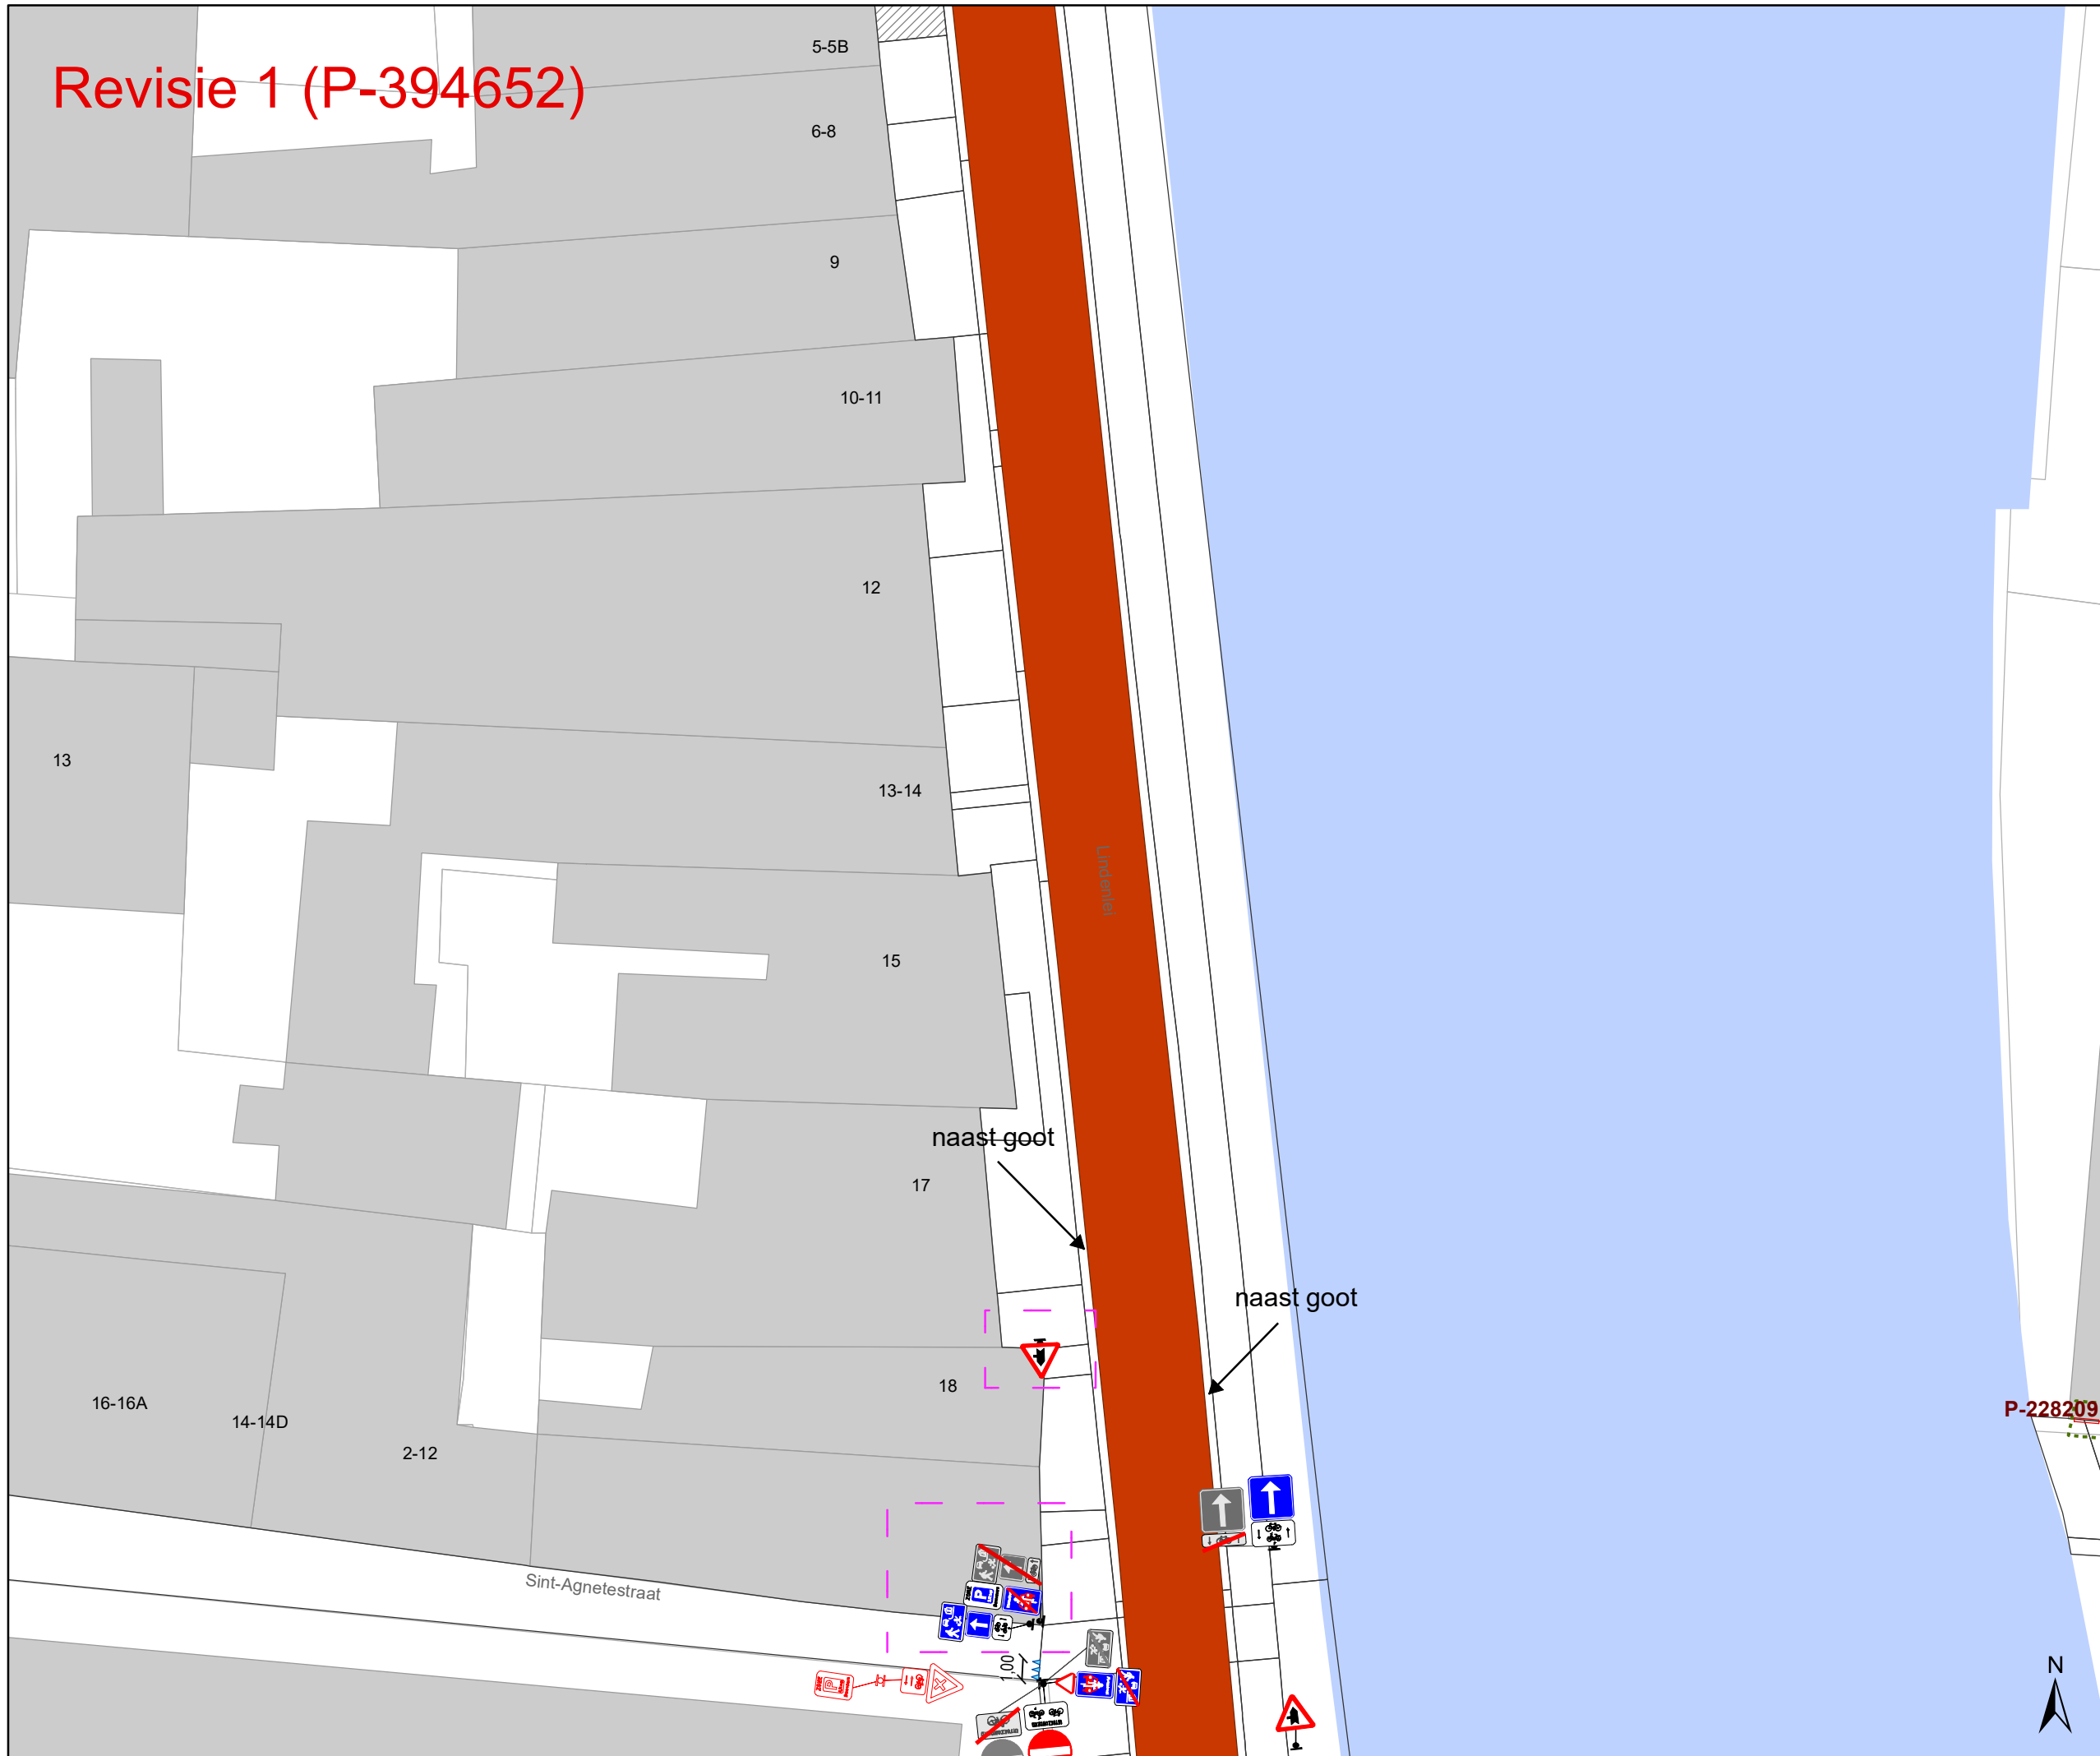 Revisie 1 (P-394652)
5-5B
6-8
9
10-11
12
13
13-14
Lindenlei
15
naast goot
17
naast goot
18
16-16A
14-14D
2-12
P-228209
Sint-Agnetestraat
1,00
N